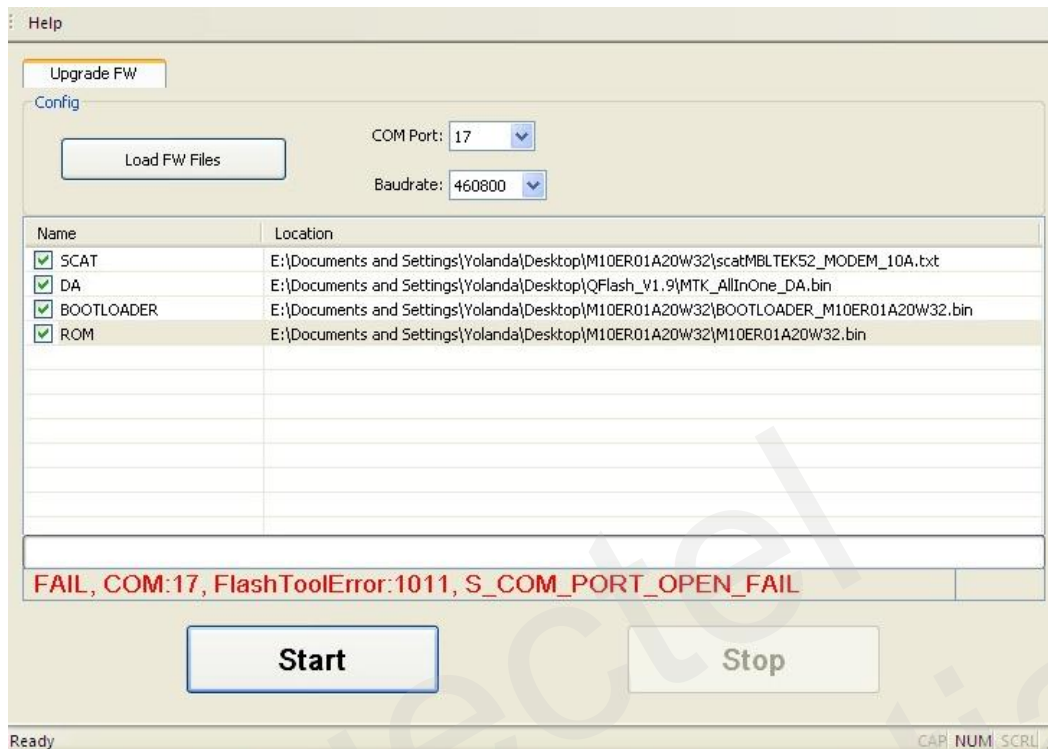 Help
Upgrade FW
Config
Load FW Files
COM Port: 17
Baudrate: 460800
Name Location
SCAT E:\Documents and Settings\Yolanda\Desktop\M10ER01A20W32\scatMBLTEK52_MODEM_10A.txt
DA E:\Documents and Settings\Yolanda\Desktop\QFlash_V1.9\MTK_AllInOne_DA.bin
BOOTLOADER E:\Documents and Settings\Yolanda\Desktop\M10ER01A20W32\BOOTLOADER_M10ER01A20W32.bin
ROM E:\Documents and Settings\Yolanda\Desktop\M10ER01A20W32\M10ER01A20W32.bin
FAIL, COM:17, FlashToolError:1011, S_COM_PORT_OPEN_FAIL
Start Stop
Ready CAP NUM SCRL